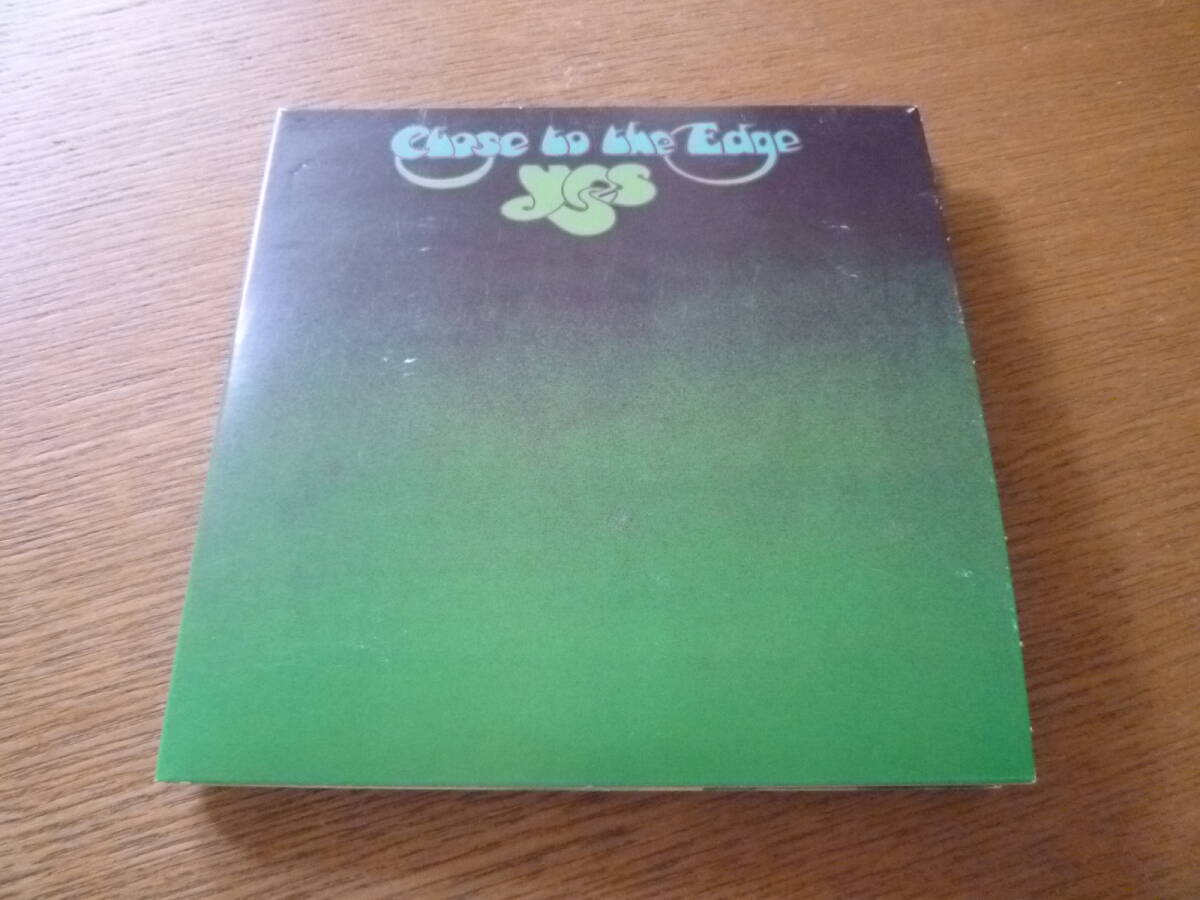 Close to the Edge
yes